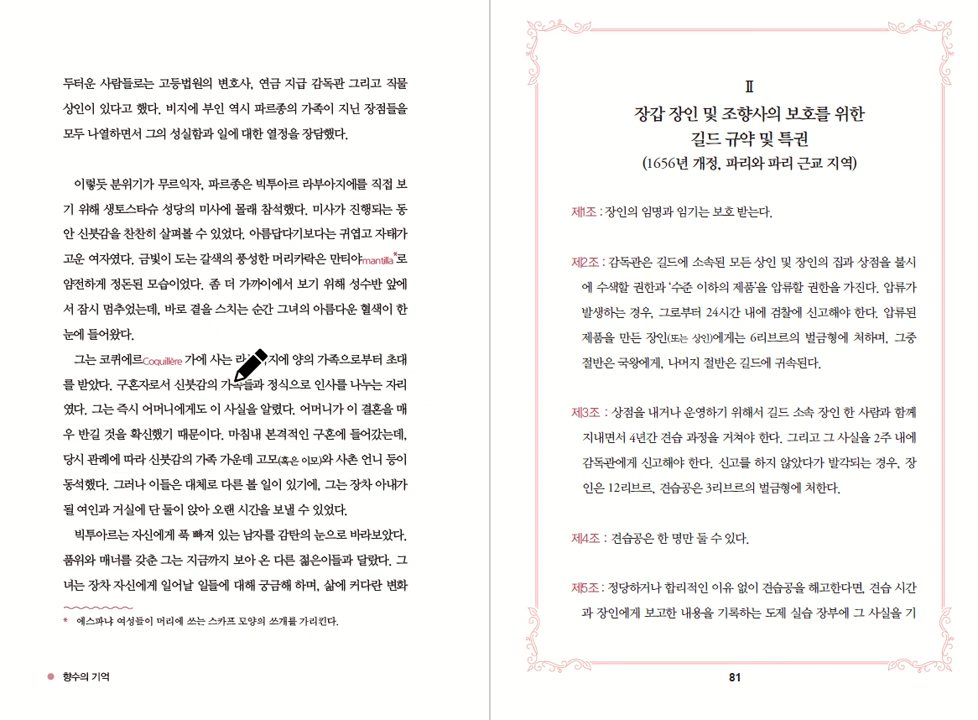 두터운 사람들로는 고등법원의 변호사, 연금 지급 감독관 그리고 직물
상인이 있다고 했다. 비지에 부인 역시 파르종의 가족이 지닌 장점들을
모두 나열하면서 그의 성실함과 일에 대한 열정을 장담했다.
이렇듯 분위기가 무르익자, 파르종은 빅투아르 라부아지에를 직접 보
기 위해 생토스타슈 성당의 미사에 몰래 참석했다. 미사가 진행되는 동
안 신붓감을 찬찬히 살펴볼 수 있었다. 아름답다기보다는 귀엽고 자태가
고운 여자였다. 금빛이 도는 갈색의 풍성한 머리카락은 만티야mantilla*로
얌전하게 정돈된 모습이었다. 좀 더 가까이에서 보기 위해 성수반 앞에
서 잠시 멈추었는데, 바로 곁을 스치는 순간 그녀의 아름다운 혈색이 한
눈에 들어왔다.
그는 코퀴에르Coquillère 가에 사는 라 지에 양의 가족으로부터 초대
를 받았다. 구혼자로서 신붓감의 가족들과 정식으로 인사를 나누는 자리
였다. 그는 즉시 어머니에게도 이 사실을 알렸다. 어머니가 이 결혼을 매
우 반길 것을 확신했기 때문이다. 마침내 본격적인 구혼에 들어갔는데,
당시 관례에 따라 신붓감의 가족 가운데 고모(혹은 이모)와 사촌 언니 등이
동석했다. 그러나 이들은 대체로 다른 볼 일이 있기에, 그는 장차 아내가
될 여인과 거실에 단 둘이 앉아 오랜 시간을 보낼 수 있었다.
빅투아르는 자신에게 푹 빠져 있는 남자를 감탄의 눈으로 바라보았다.
품위와 매너를 갖춘 그는 지금까지 보아 온 다른 젊은이들과 달랐다. 그
녀는 장차 자신에게 일어날 일들에 대해 궁금해 하며, 삶에 커다란 변화
* 에스파냐 여성들이 머리에 쓰는 스카프 모양의 쓰개를 가리킨다.
향수의 기억
Ⅱ
장갑 장인 및 조향사의 보호를 위한
길드 규약 및 특권
(1656년 개정, 파리와 파리 근교 지역)
제1조 : 장인의 임명과 임기는 보호 받는다.
제2조 : 감독관은 길드에 소속된 모든 상인 및 장인의 집과 상점을 불시
에 수색할 권한과 ‘수준 이하의 제품’을 압류할 권한을 가진다. 압류가
발생하는 경우, 그로부터 24시간 내에 검찰에 신고해야 한다. 압류된
제품을 만든 장인(또는 상인)에게는 6리브르의 벌금형에 처하며, 그중
절반은 국왕에게, 나머지 절반은 길드에 귀속된다.
제3조 : 상점을 내거나 운영하기 위해서 길드 소속 장인 한 사람과 함께
지내면서 4년간 견습 과정을 거쳐야 한다. 그리고 그 사실을 2주 내에
감독관에게 신고해야 한다. 신고를 하지 않았다가 발각되는 경우, 장
인은 12리브르, 견습공은 3리브르의 벌금형에 처한다.
제4조 : 견습공은 한 명만 둘 수 있다.
제5조 : 정당하거나 합리적인 이유 없이 견습공을 해고한다면, 견습 시간
과 장인에게 보고한 내용을 기록하는 도제 실습 장부에 그 사실을 기
81